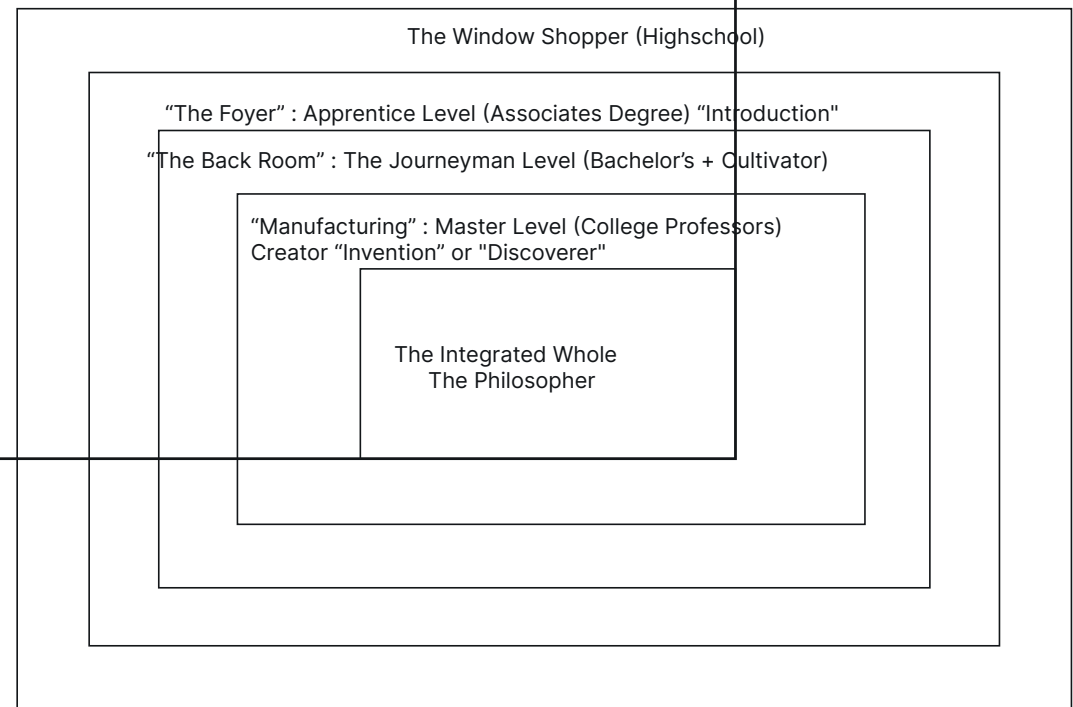 The Window Shopper (Highschool)
“The Foyer” : Apprentice Level (Associates Degree) “Introduction"
“The Back Room” : The Journeyman Level (Bachelor’s + Cultivator)
“Manufacturing” : Master Level (College Professors)
Creator “Invention” or "Discoverer"
The Integrated Whole
The Philosopher